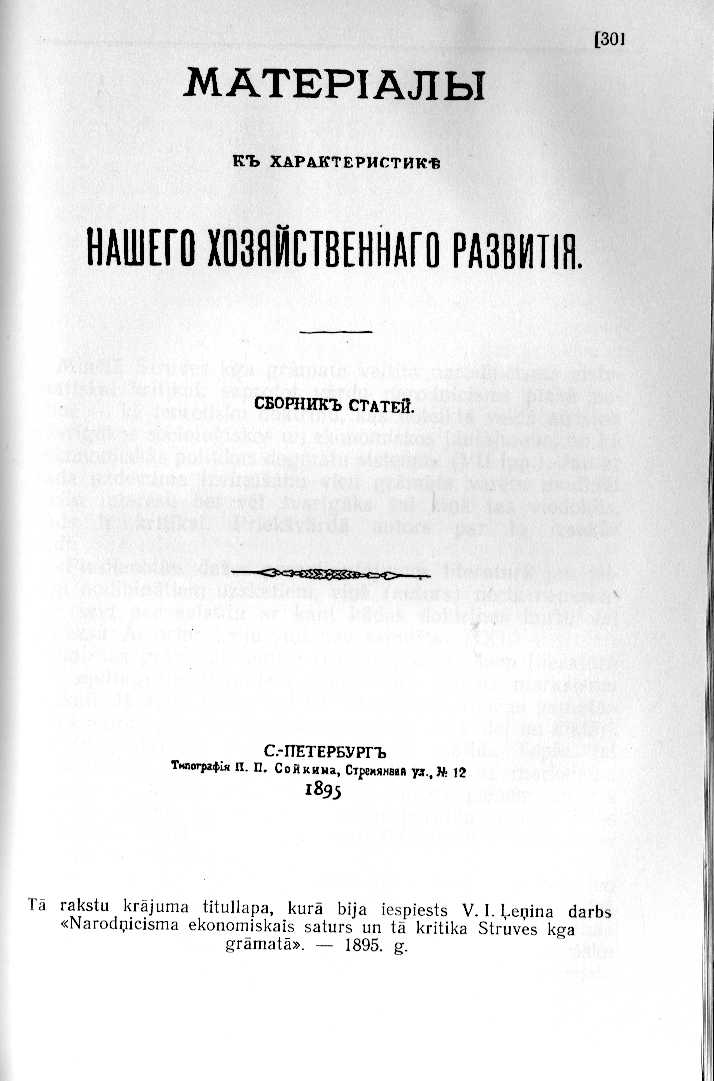 [301
МАТЕРІАЛЫ
КЪ ХАРАКТЕРИСТИКѢ
НАШЕГО ХОЗЯЙСТВЕННАГО РАЗВИТІЯ.
СБОРНИКЪ СТАТЕЙ.
С.-ПЕТЕРБУРГЪ
Типографія П. П. Сойкина, Стремянная ул., № 12
1895
Tā rakstu krājuma titullapa, kurā bija iespiests V. I. Ļeņina darbs
«Narodņicisma ekonomiskais saturs un tā kritika Struves kga
grāmatā». — 1895. g.